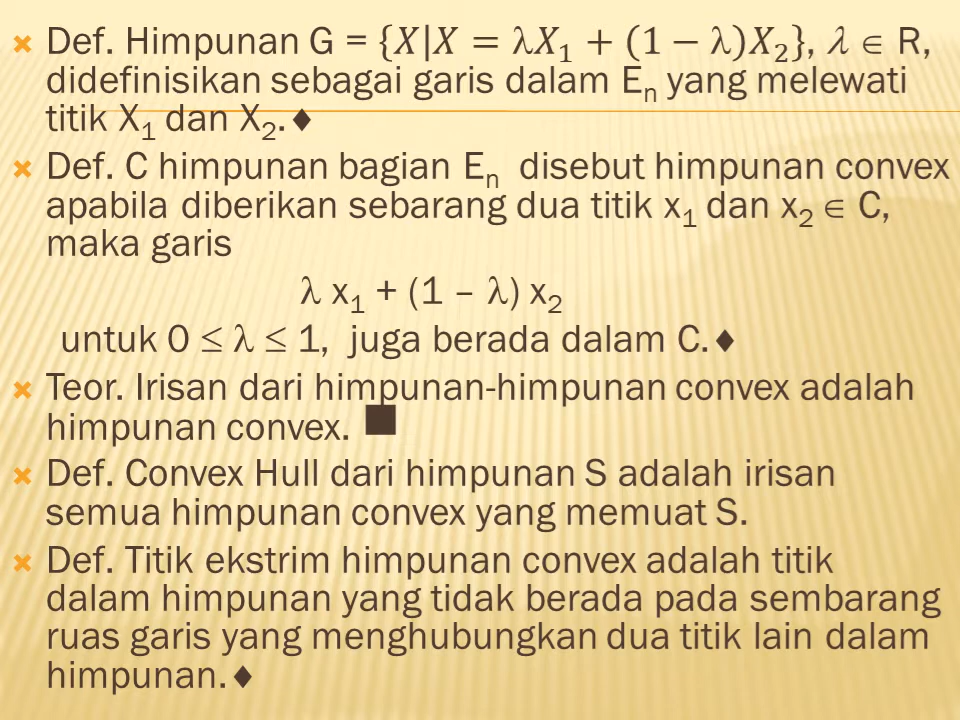 Def. Himpunan G = {𝑋|𝑋 = λ𝑋₁ + (1 − λ)𝑋₂}, 𝜆 ∈ R,
didefinisikan sebagai garis dalam Eₙ yang melewati
titik X₁ dan X₂.♦
Def. C himpunan bagian Eₙ disebut himpunan convex
apabila diberikan sebarang dua titik x₁ dan x₂ ∈ C,
maka garis
λ x₁ + (1 – λ) x₂
untuk 0 ≤ λ ≤ 1, juga berada dalam C.♦
Teor. Irisan dari himpunan-himpunan convex adalah
himpunan convex. ■
Def. Convex Hull dari himpunan S adalah irisan
semua himpunan convex yang memuat S.
Def. Titik ekstrim himpunan convex adalah titik
dalam himpunan yang tidak berada pada sembarang
ruas garis yang menghubungkan dua titik lain dalam
himpunan.♦